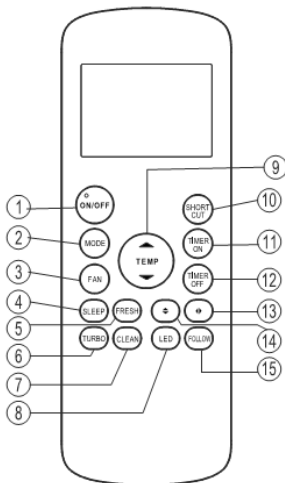 9
1
ON/OFF
SHORT
CUT
10
2
MODE
TEMP
TIMER
ON
11
3
FAN
TIMER
OFF
12
4
SLEEP
FRESH
13
5
14
6
TURBO
CLEAN
LED
FOLLOW
15
7
8